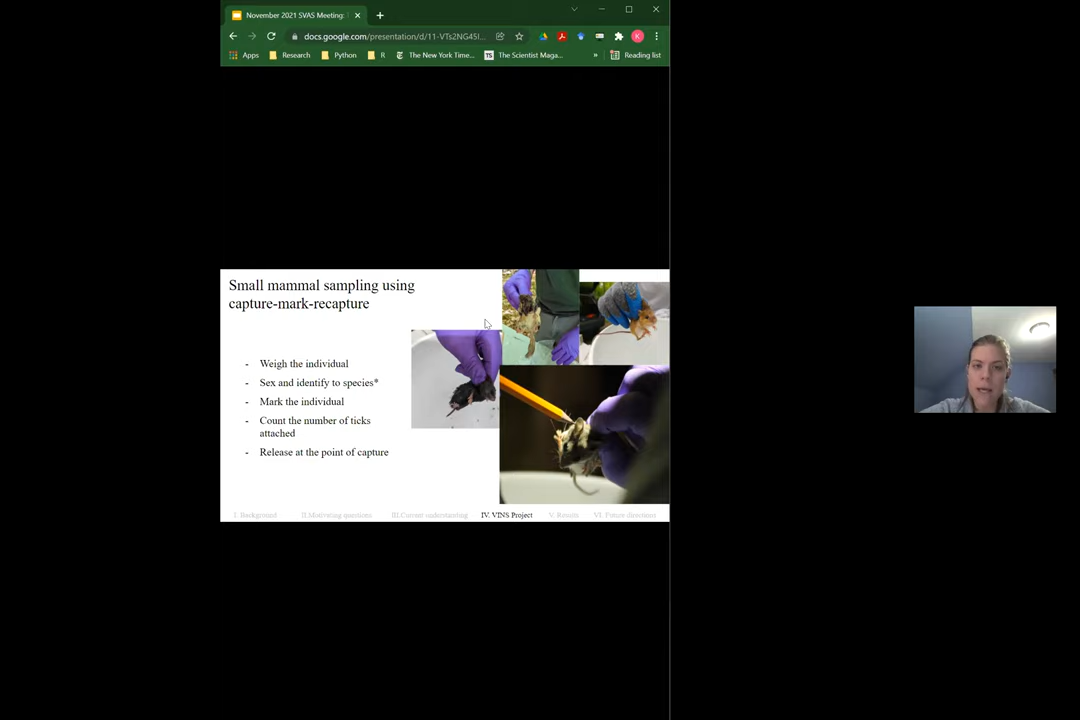 November 2021 SVAS Meeting:
docs.google.com/presentation/d/11-VTs2NG45I...
K
Apps
Research
Python
R
The New York Time...
TS
The Scientist Maga...
»
Reading list
Small mammal sampling using
capture-mark-recapture
- Weigh the individual
- Sex and identify to species*
- Mark the individual
- Count the number of ticks
attached
- Release at the point of capture
I. Background
II.Motivating questions
III.Current understanding
IV. VINS Project
V. Results
VI. Future directions